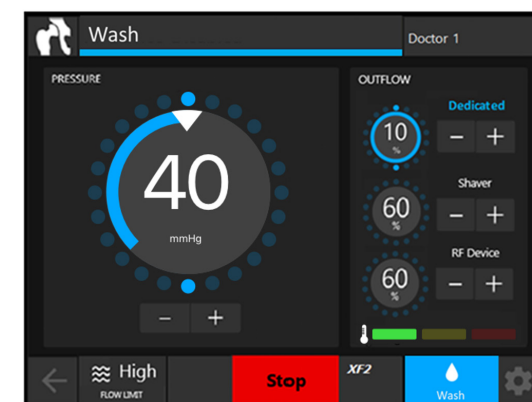 Wash
Doctor 1
PRESSURE
40
mmHg
−
+
OUTFLOW
Dedicated
10
%
− +
Shaver
60
%
− +
RF Device
60
%
− +
High
FLOW LIMIT
Stop
XF2
Wash